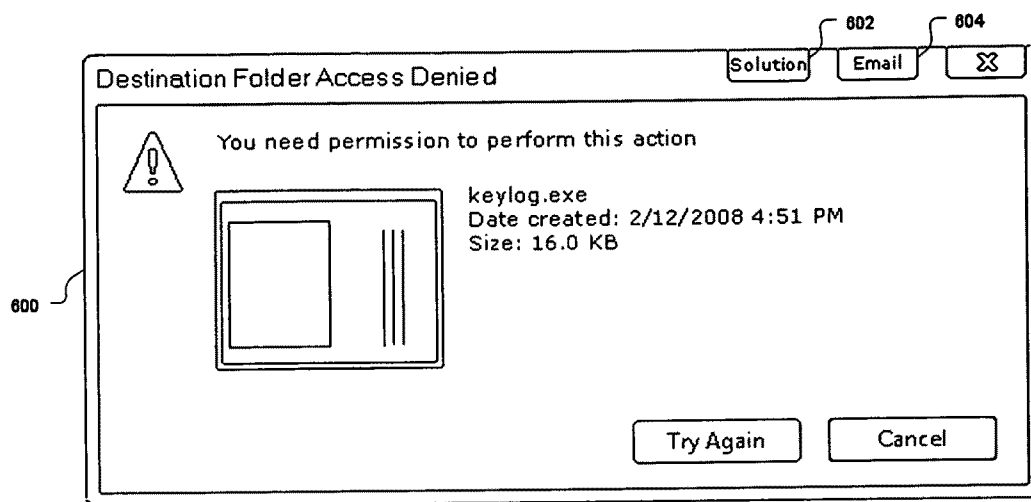 602
604
Destination Folder Access Denied
Solution
Email
You need permission to perform this action
keylog.exe
Date created: 2/12/2008 4:51 PM
Size: 16.0 KB
600
Try Again
Cancel